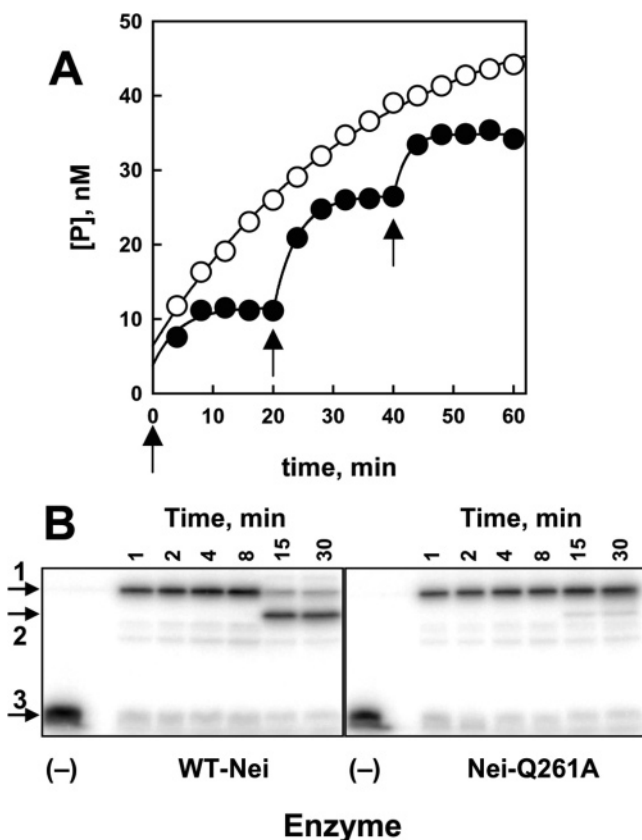 A
[P], nM
50
40
30
20
10
0
0 10 20 30 40 50 60
time, min
B
Time, min Time, min
1 2 4 8 15 30 1 2 4 8 15 30
1
2
3
(–) WT-Nei (–) Nei-Q261A
Enzyme